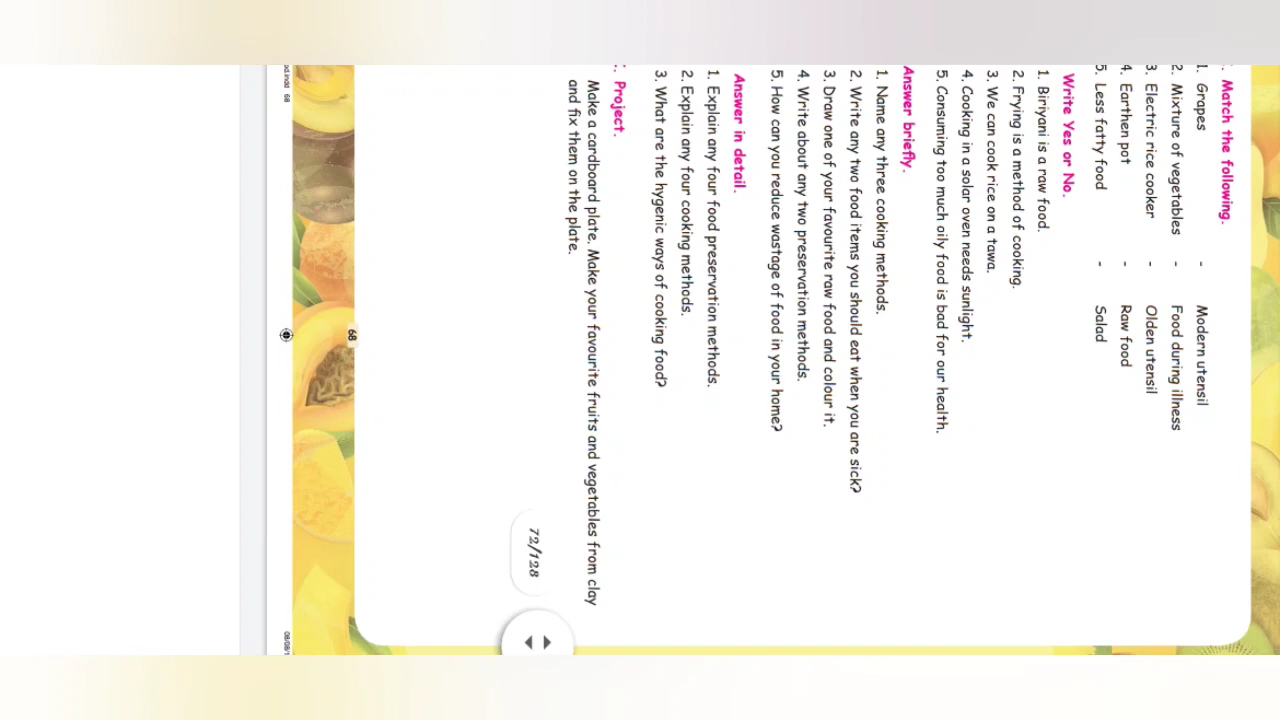 Match the following.
1. Grapes - Modern utensil
2. Mixture of vegetables - Food during illness
3. Electric rice cooker - Olden utensil
4. Earthen pot - Raw food
5. Less fatty food - Salad
Write Yes or No.
1. Biriyani is a raw food.
2. Frying is a method of cooking.
3. We can cook rice on a tawa.
4. Cooking in a solar oven needs sunlight.
5. Consuming too much oily food is bad for our health.
Answer briefly.
1. Name any three cooking methods.
2. Write any two food items you should eat when you are sick?
3. Draw one of your favourite raw food and colour it.
4. Write about any two preservation methods.
5. How can you reduce wastage of food in your home?
Answer in detail.
1. Explain any four food preservation methods.
2. Explain any four cooking methods.
3. What are the hygenic ways of cooking food?
Project.
Make a cardboard plate. Make your favourite fruits and vegetables from clay
and fix them on the plate.
72/128
68